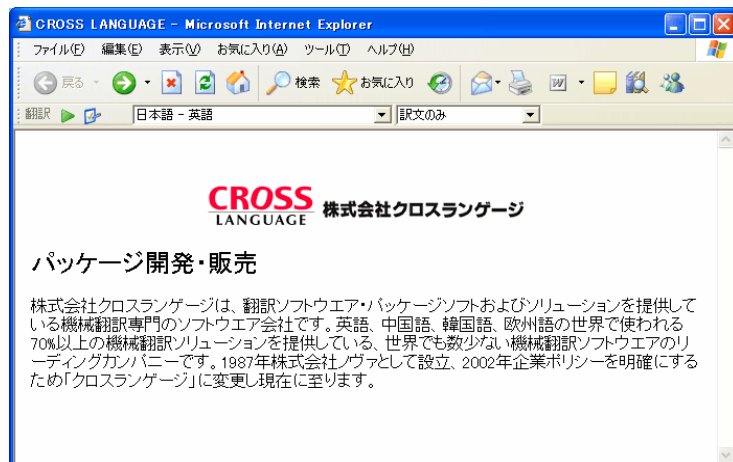 CROSS LANGUAGE - Microsoft Internet Explorer
ファイル(F) 編集(E) 表示(V) お気に入り(A) ツール(T) ヘルプ(H)
戻る 検索 お気に入り
翻訳 日本語 - 英語 訳文のみ
CROSS
LANGUAGE 株式会社クロスランゲージ
パッケージ開発・販売
株式会社クロスランゲージは、翻訳ソフトウエア・パッケージソフトおよびソリューションを提供して
いる機械翻訳専門のソフトウエア会社です。英語、中国語、韓国語、欧州語の世界で使われる
70%以上の機械翻訳ソリューションを提供している、世界でも数少ない機械翻訳ソフトウエアのリ
ーディングカンパニーです。1987年株式会社ノヴァとして設立、2002年企業ポリシーを明確にする
ため「クロスランゲージ」に変更し現在に至ります。